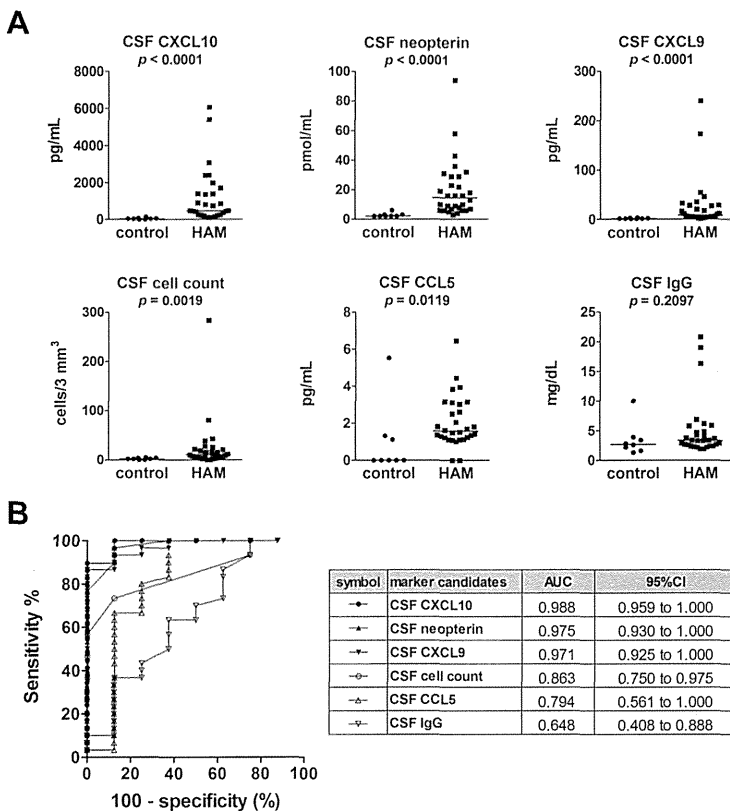 A
CSF CXCL10
p < 0.0001
pg/mL
8000
6000
4000
2000
0
control HAM
CSF neopterin
p < 0.0001
pmol/mL
100
80
60
40
20
0
control HAM
CSF CXCL9
p < 0.0001
pg/mL
300
200
100
0
control HAM
CSF cell count
p = 0.0019
cells/3 mm³
300
200
100
0
control HAM
CSF CCL5
p = 0.0119
pg/mL
8
6
4
2
0
control HAM
CSF IgG
p = 0.2097
mg/dL
25
20
15
10
5
0
control HAM
B
Sensitivity %
100
80
60
40
20
0
0 20 40 60 80 100
100 - specificity (%)
symbol marker candidates AUC 95%CI
CSF CXCL10 0.988 0.959 to 1.000
CSF neopterin 0.975 0.930 to 1.000
CSF CXCL9 0.971 0.925 to 1.000
CSF cell count 0.863 0.750 to 0.975
CSF CCL5 0.794 0.561 to 1.000
CSF IgG 0.648 0.408 to 0.888